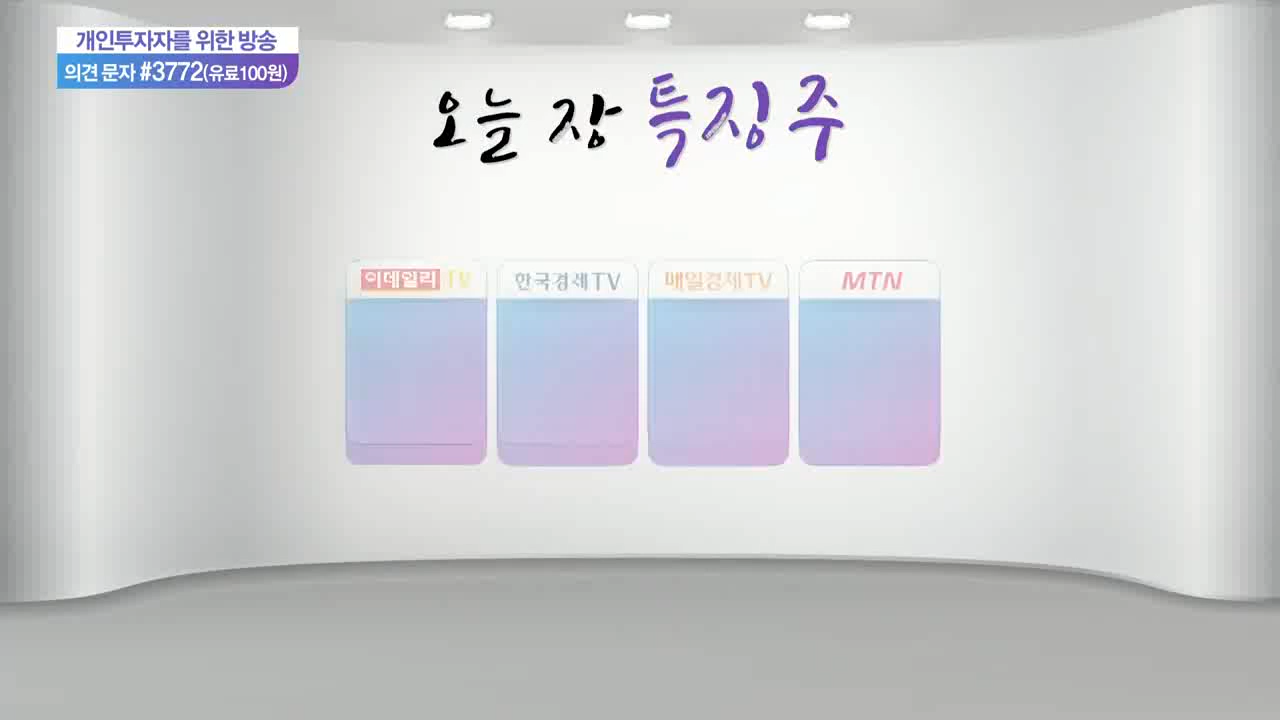 개인투자자를 위한 방송
의견 문자 #3772(유료100원)
오늘 장 특징주
이데일리 TV
한국경제TV
매일경제TV
MTN